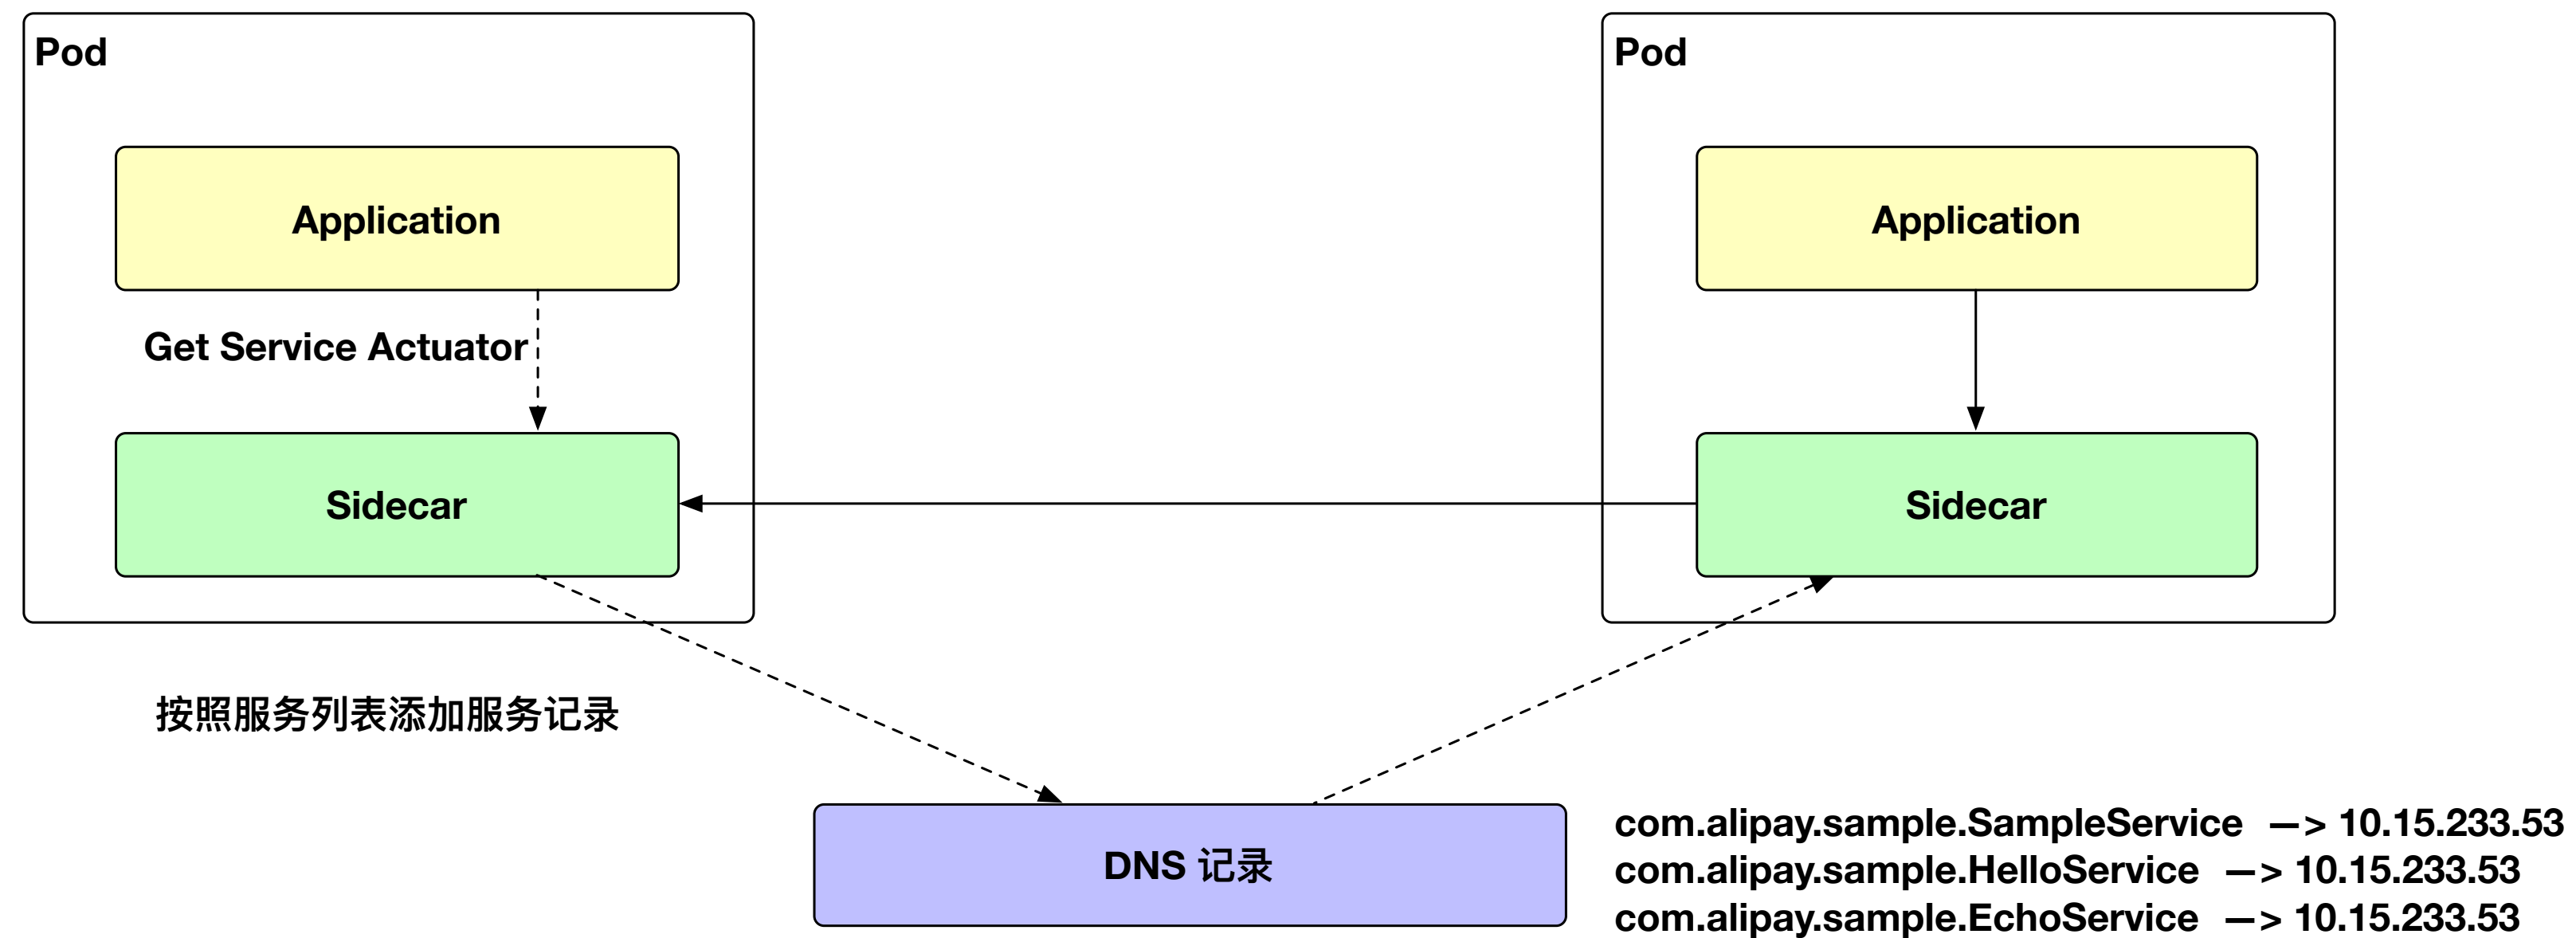 Pod
Pod
Application
Application
Get Service Actuator
Sidecar
Sidecar
按照服务列表添加服务记录
DNS 记录
com.alipay.sample.SampleService —> 10.15.233.53
com.alipay.sample.HelloService —> 10.15.233.53
com.alipay.sample.EchoService —> 10.15.233.53